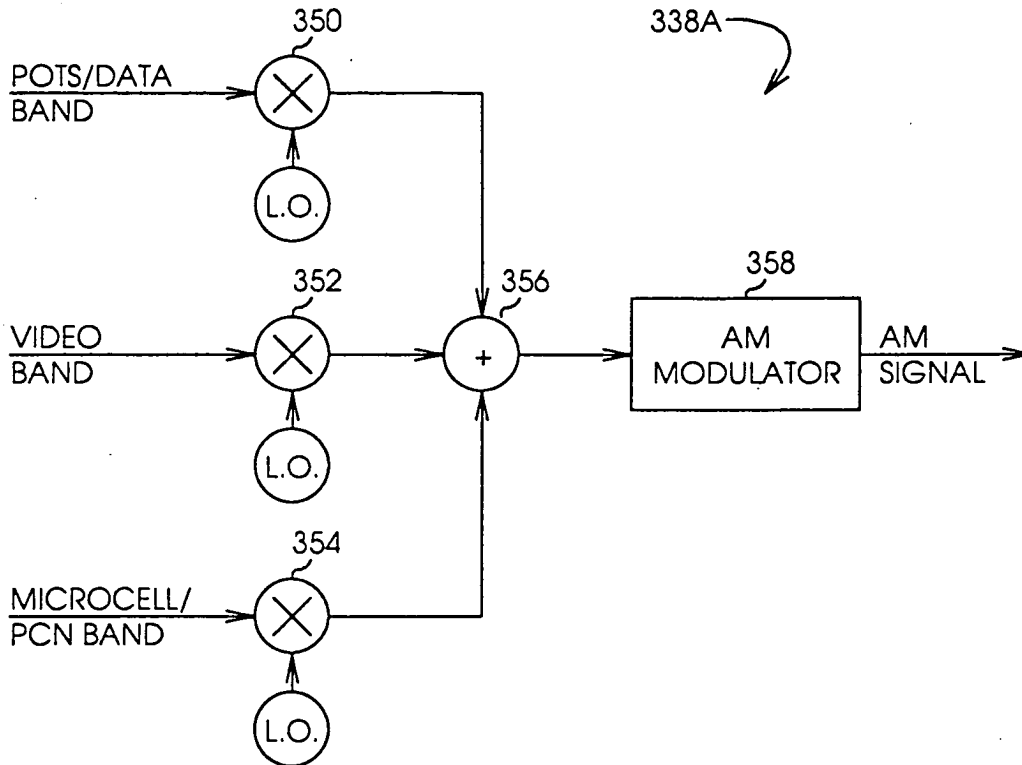 350
338A
POTS/DATA
BAND
L.O.
352
356
358
VIDEO
BAND
+
AM
MODULATOR
AM
SIGNAL
L.O.
354
MICROCELL/
PCN BAND
L.O.